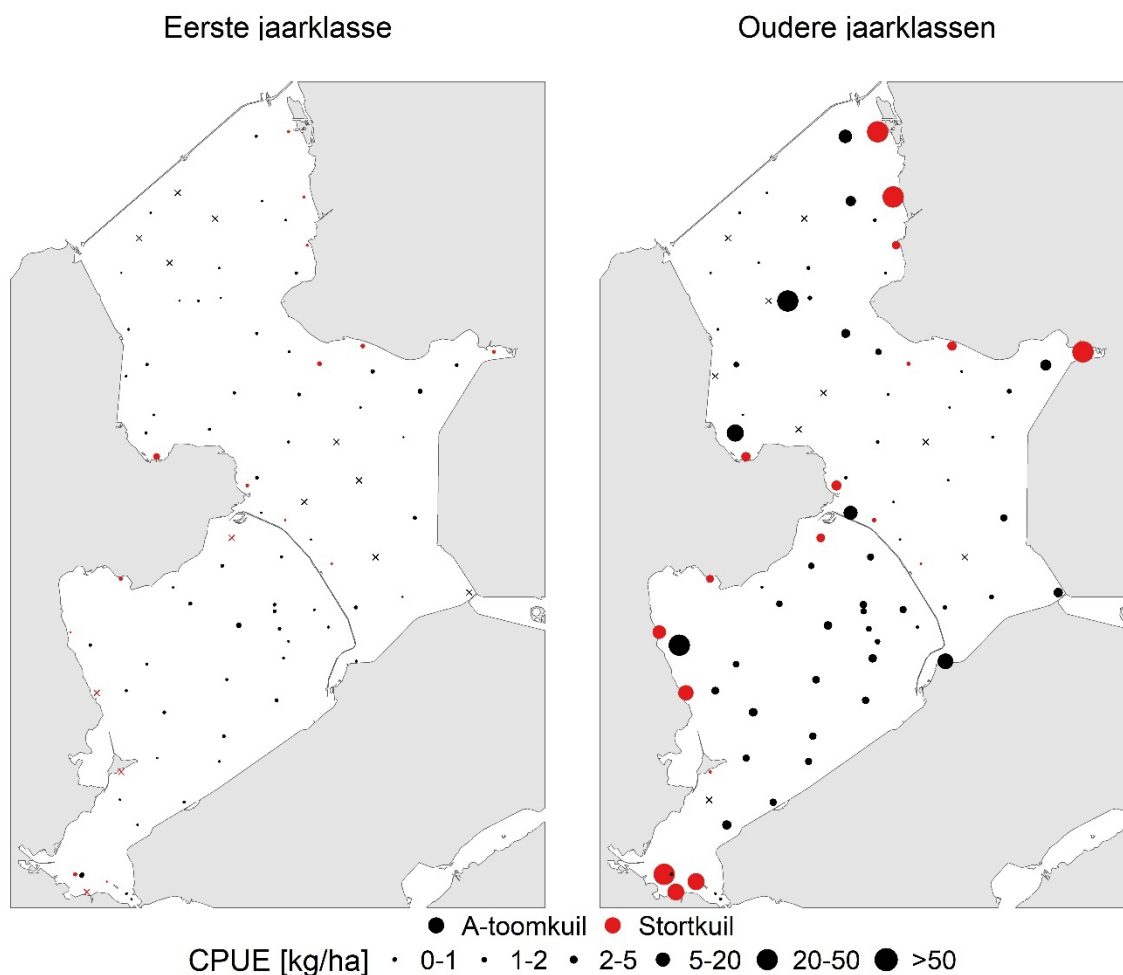 Eerste jaarklasse
Oudere jaarklassen
A-toomkuil Stortkuil
CPUE [kg/ha] 0-1 1-2 2-5 5-20 20-50 >50